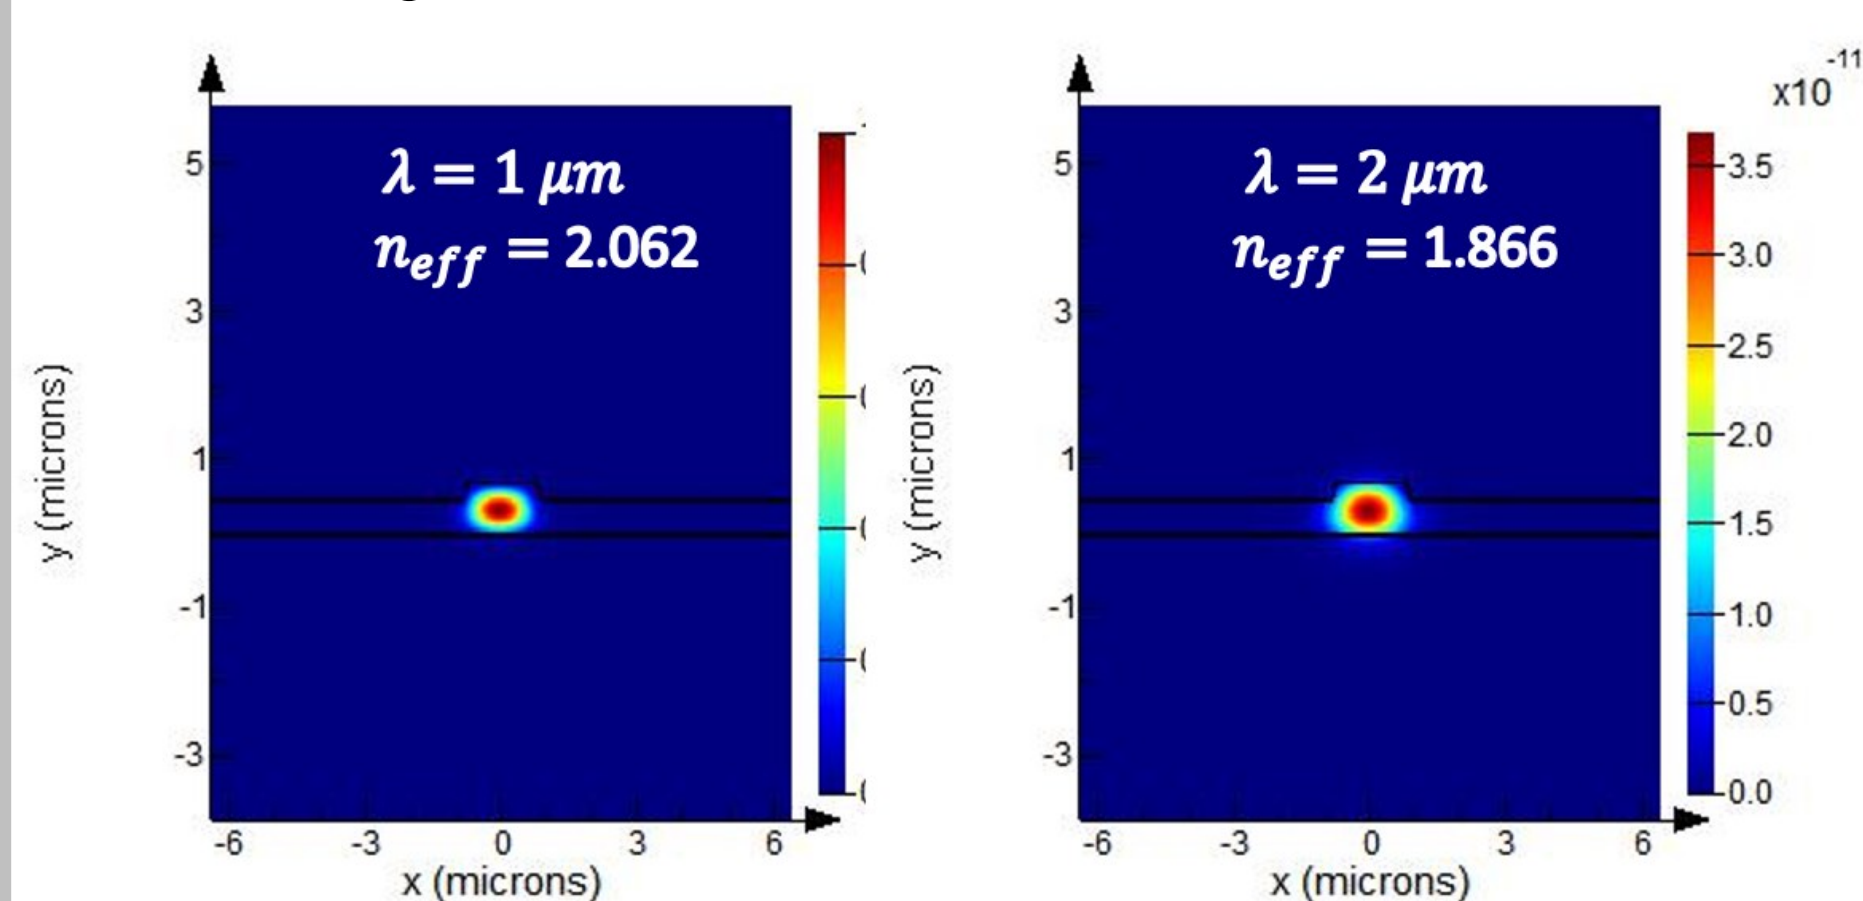 λ = 1 μm
n_eff = 2.062
5
3
1
-1
-3
y (microns)
-6 -3 0 3 6
x (microns)
x10^-11
λ = 2 μm
n_eff = 1.866
5
3
1
-1
-3
y (microns)
-6 -3 0 3 6
x (microns)
3.5
3.0
2.5
2.0
1.5
1.0
0.5
0.0